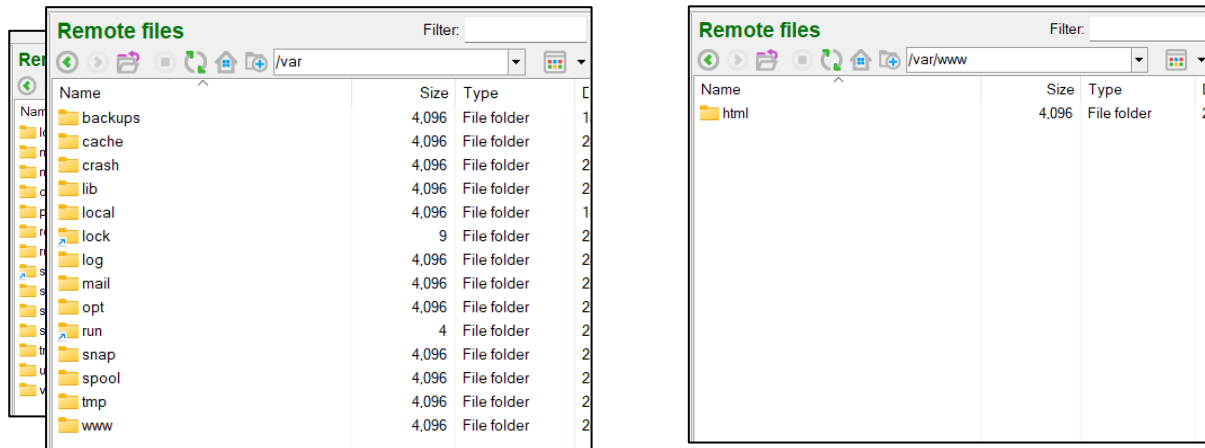 Remote files Filter:
/var
Name Size Type
backups 4,096 File folder
cache 4,096 File folder
crash 4,096 File folder
lib 4,096 File folder
local 4,096 File folder
lock 9 File folder
log 4,096 File folder
mail 4,096 File folder
opt 4,096 File folder
run 4 File folder
snap 4,096 File folder
spool 4,096 File folder
tmp 4,096 File folder
www 4,096 File folder
Remote files Filter:
/var/www
Name Size Type
html 4,096 File folder